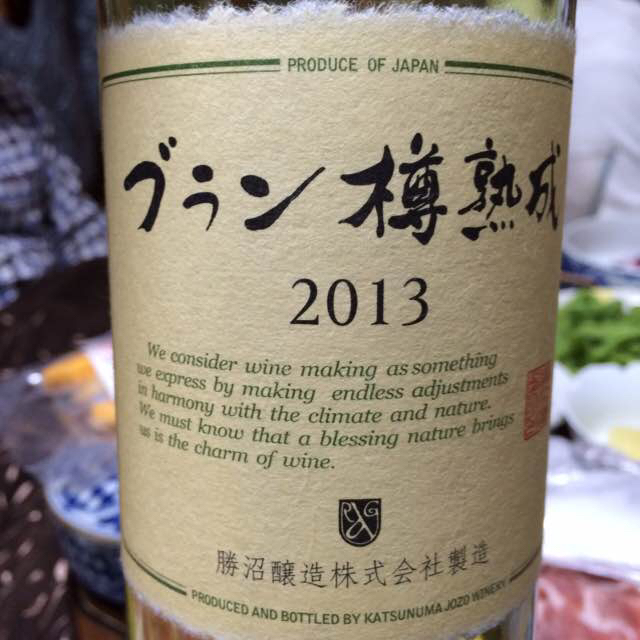 PRODUCE OF JAPAN
ブラン 樽熟成
2013
We consider wine making as something
we express by making endless adjustments
in harmony with the climate and nature.
We must know that a blessing nature brings
us is the charm of wine.
勝沼醸造株式会社製造
PRODUCED AND BOTTLED BY KATSUNUMA JOZO WINERY